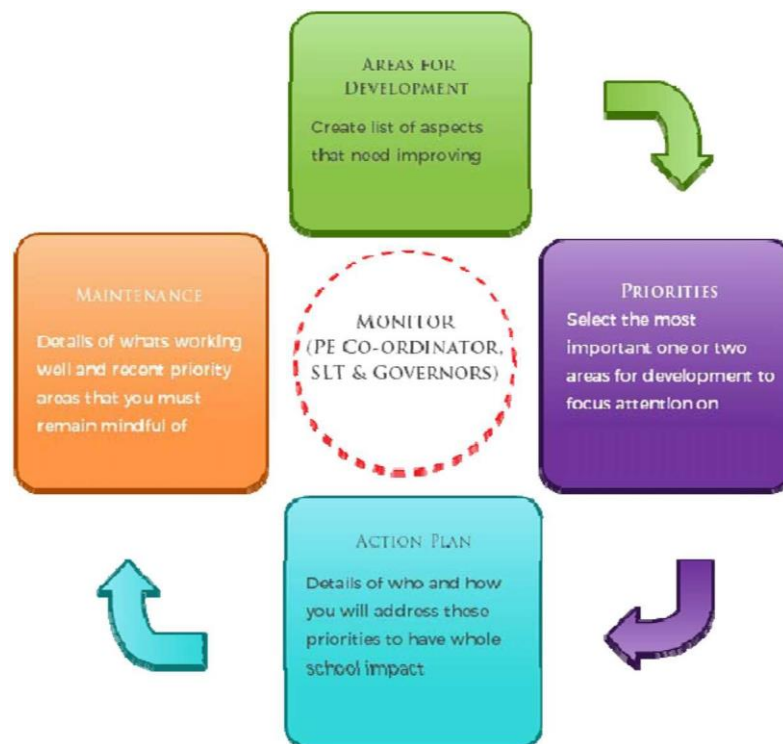 AREAS FOR
DEVELOPMENT
Create list of aspects
that need improving
PRIORITIES
Select the most
important one or two
areas for development to
focus attention on
ACTION PLAN
Details of who and how
you will address these
priorities to have whole
school impact
MAINTENANCE
Details of whats working
well and recent priority
areas that you must
remain mindful of
MONITOR
(PE CO-ORDINATOR,
SLT & GOVERNORS)